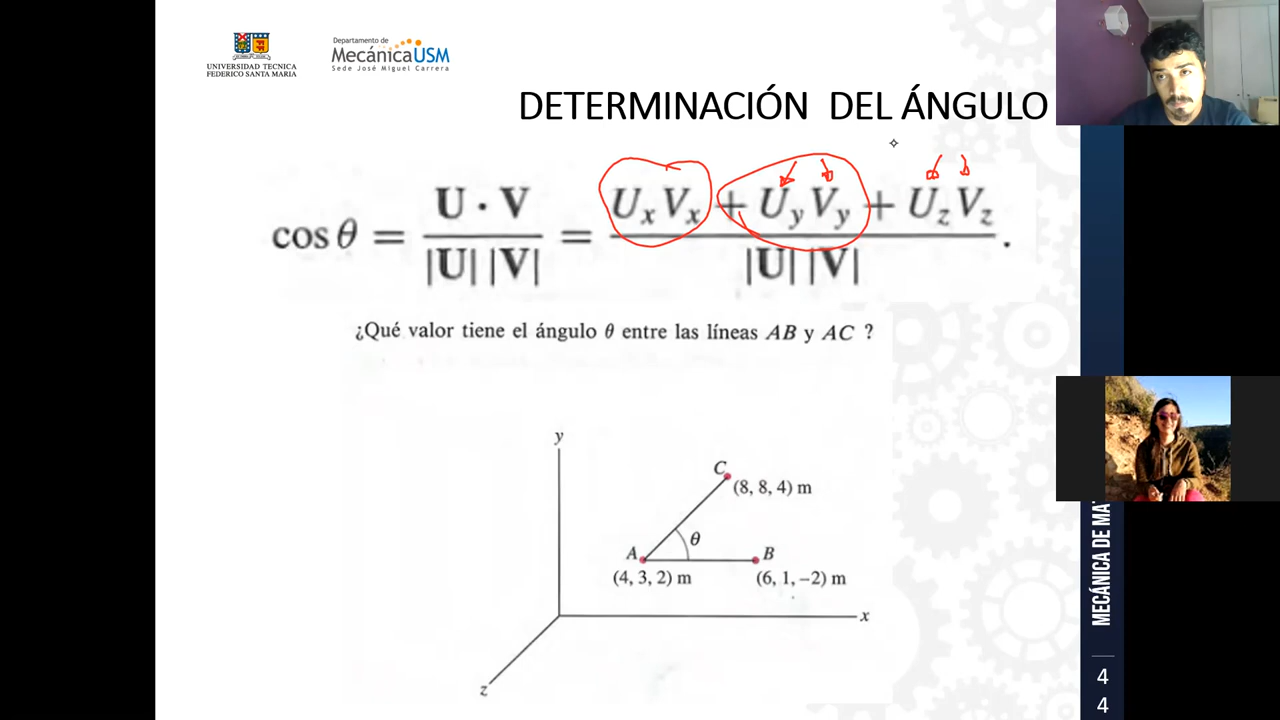 UNIVERSIDAD TECNICA
FEDERICO SANTA MARIA
Departamento de
MecánicaUSM
Sede José Miguel Carrera
DETERMINACIÓN DEL ÁNGULO
cos θ = U · V / |U| |V| = UₓVₓ + U_yV_y + U_zV_z / |U| |V| .
¿Qué valor tiene el ángulo θ entre las líneas AB y AC ?
y
C
(8, 8, 4) m
θ
A
B
(4, 3, 2) m
(6, 1, −2) m
x
z
MECÁNICA DE MA
4
4